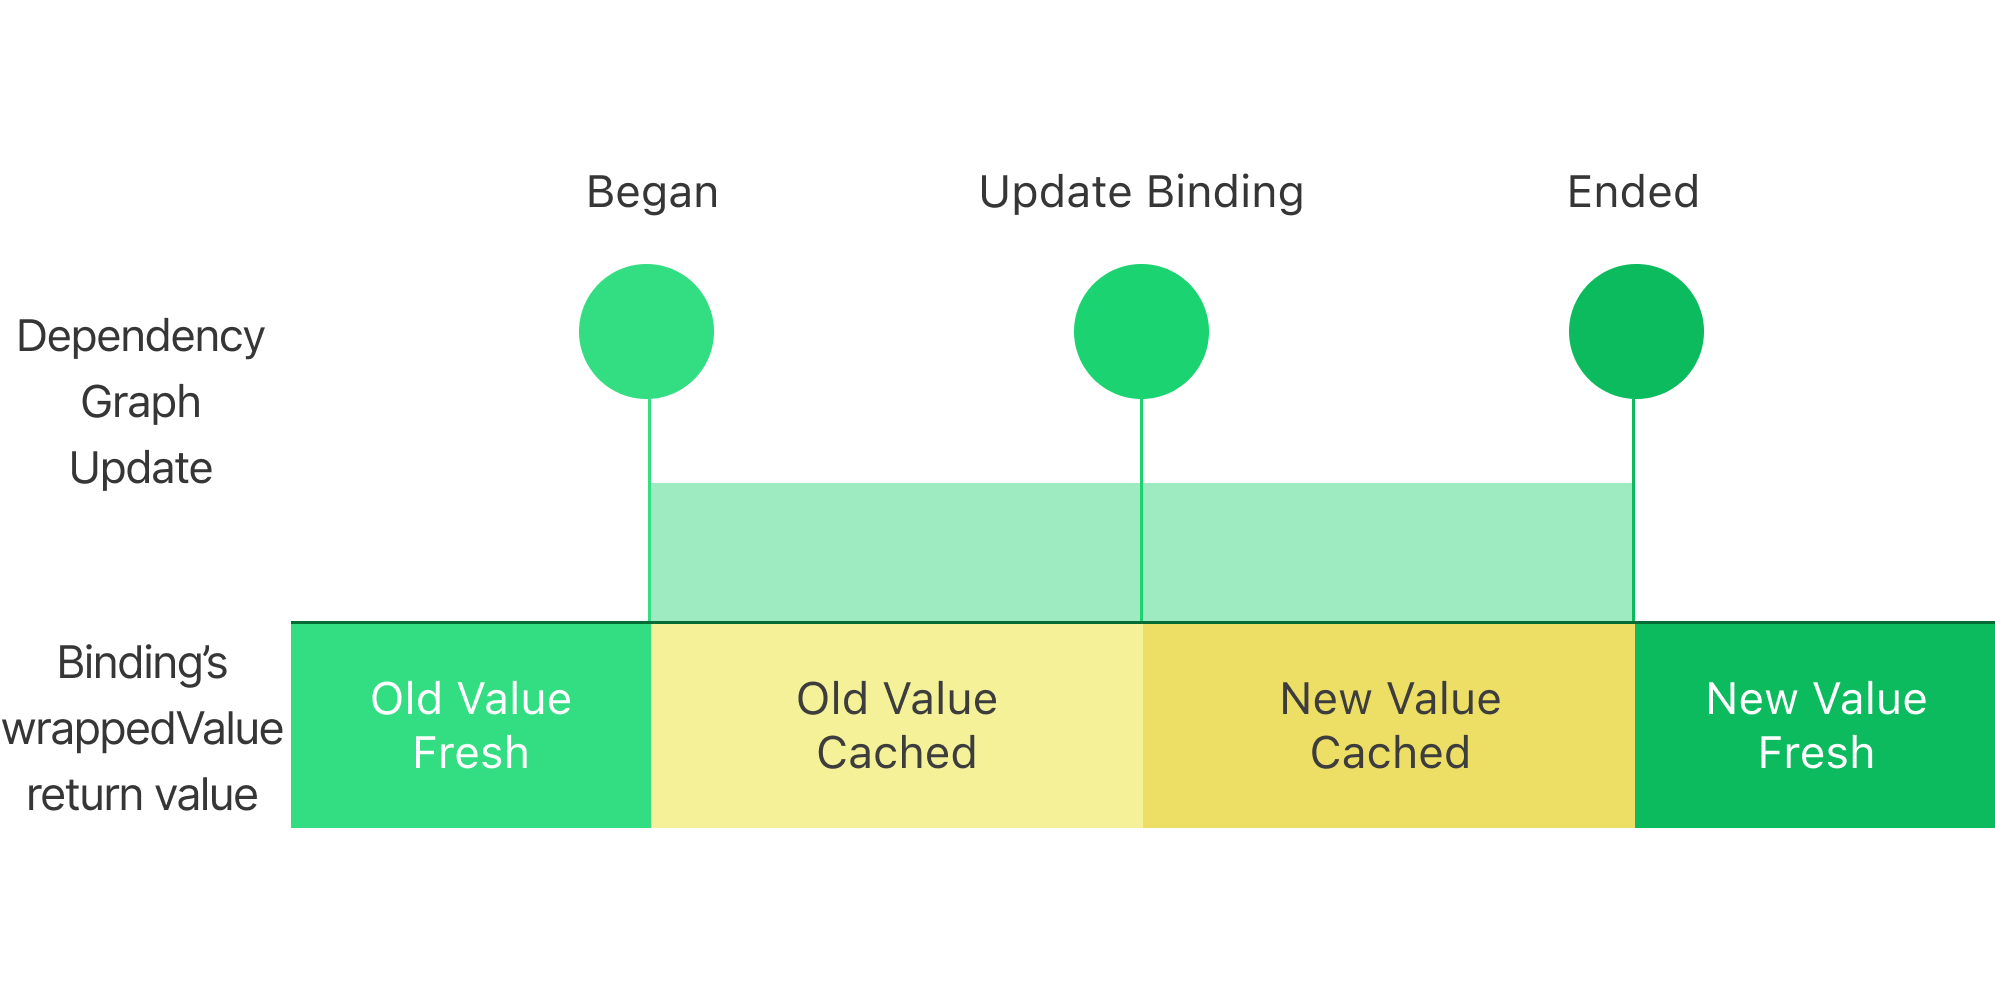 Began
Update Binding
Ended
Dependency
Graph
Update
Binding’s
wrappedValue
return value
Old Value
Fresh
Old Value
Cached
New Value
Cached
New Value
Fresh